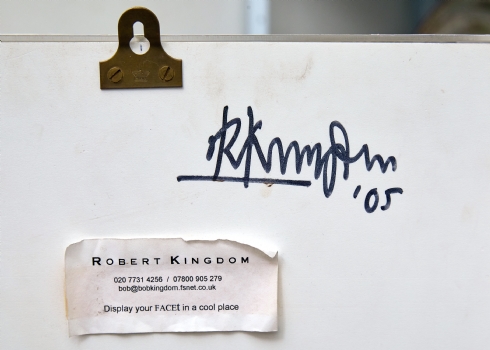 RKingdom
'05
ROBERT KINGDOM
020 7731 4256 / 07800 905 279
bob@bobkingdom.fsnet.co.uk
Display your FACEt in a cool place